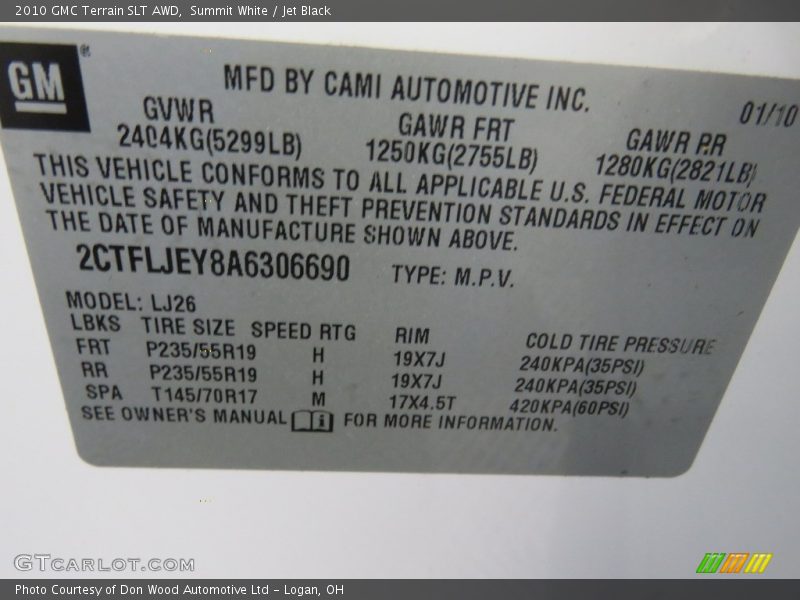 2010 GMC Terrain SLT AWD, Summit White / Jet Black
GM®
MFD BY CAMI AUTOMOTIVE INC.
01/10
GVWR GAWR FRT GAWR RR
2404KG(5299LB) 1250KG(2755LB) 1280KG(2821LB)
THIS VEHICLE CONFORMS TO ALL APPLICABLE U.S. FEDERAL MOTOR
VEHICLE SAFETY AND THEFT PREVENTION STANDARDS IN EFFECT ON
THE DATE OF MANUFACTURE SHOWN ABOVE.
2CTFLJEY8A6306690 TYPE: M.P.V.
MODEL: LJ26
LBKS TIRE SIZE SPEED RTG RIM COLD TIRE PRESSURE
FRT P235/55R19 H 19X7J 240KPA(35PSI)
RR P235/55R19 H 19X7J 240KPA(35PSI)
SPA T145/70R17 M 17X4.5T 420KPA(60PSI)
SEE OWNER'S MANUAL FOR MORE INFORMATION.
GTCARLOT.COM
Photo Courtesy of Don Wood Automotive Ltd - Logan, OH